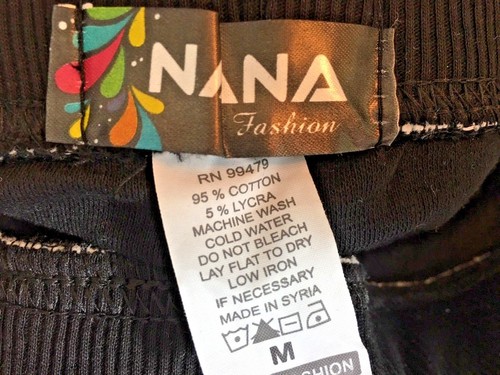 NANA
Fashion
RN 99479
95 % COTTON
5 % LYCRA
MACHINE WASH
COLD WATER
DO NOT BLEACH
LAY FLAT TO DRY
LOW IRON
IF NECESSARY
MADE IN SYRIA
M